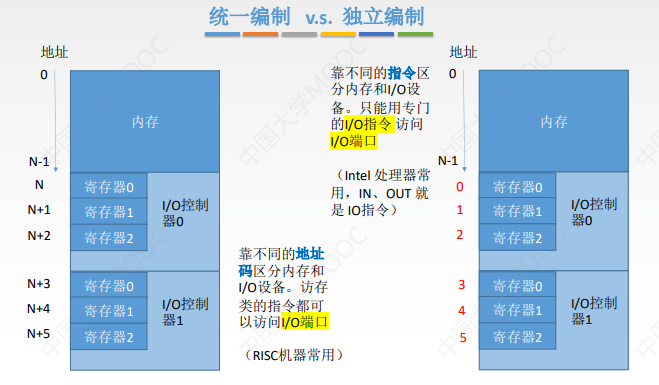 统一编制 v.s. 独立编制
地址
0
内存
N-1
N
寄存器0
N+1
寄存器1
N+2
寄存器2
I/O控制
器0
N+3
寄存器0
N+4
寄存器1
N+5
寄存器2
I/O控制
器1
靠不同的地址
码区分内存和
I/O设备。访存
类的指令都可
以访问I/O端口
（RISC机器常用）
靠不同的指令区
分内存和I/O设
备。只能用专门
的I/O指令 访问
I/O端口
（Intel 处理器常
用，IN、OUT 就
是 IO指令）
地址
0
内存
N-1
0
寄存器0
1
寄存器1
2
寄存器2
I/O控制
器0
3
寄存器0
4
寄存器1
5
寄存器2
I/O控制
器1
中国大学MOOC